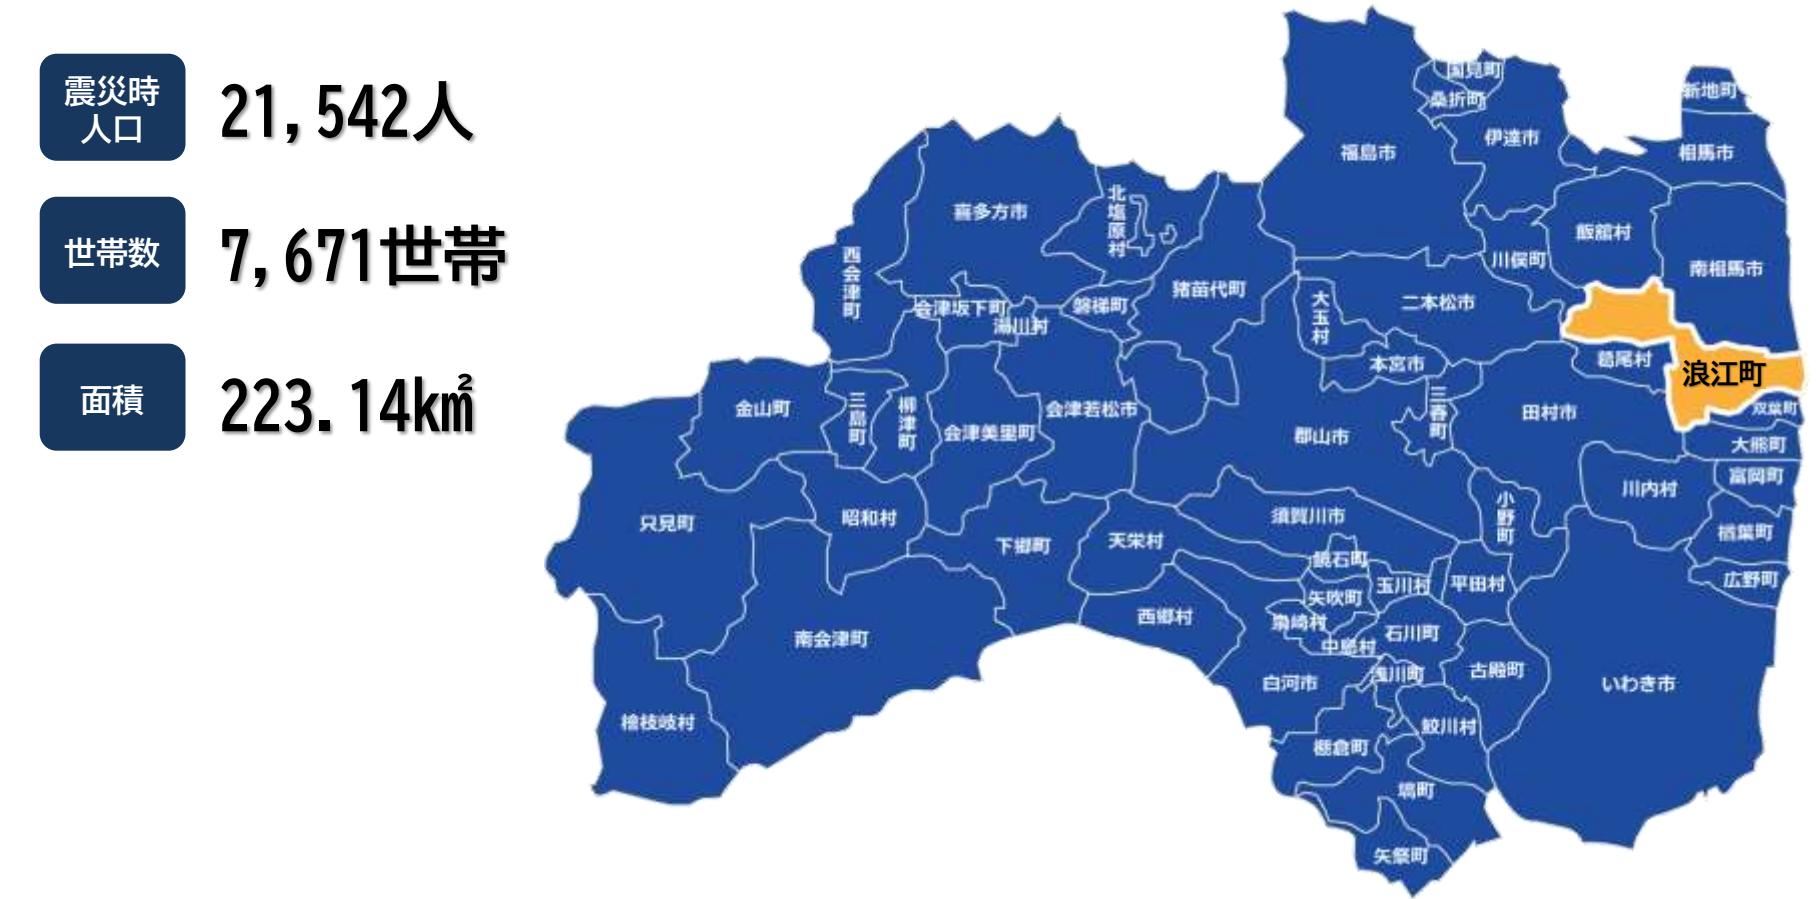 震災時
人口
21,542人
世帯数
7,671世帯
面積
223.14k㎡
国見町
桑折町
新地町
伊達市
福島市
相馬市
喜多方市
北塩原村
飯舘村
西会津町
川俣町
南相馬市
猪苗代町
大玉村
二本松市
会津坂下町
湯川村
磐梯町
本宮市
葛尾村
浪江町
金山町
三島町
柳津町
会津美里町
会津若松市
郡山市
三春町
田村市
双葉町
大熊町
富岡町
川内村
只見町
昭和村
下郷町
天栄村
須賀川市
小野町
楢葉町
鏡石町
玉川村
平田村
広野町
矢吹町
西郷村
泉崎村
中島村
石川町
南会津町
浅川町
古殿町
白河市
いわき市
檜枝岐村
鮫川村
棚倉町
塙町
矢祭町